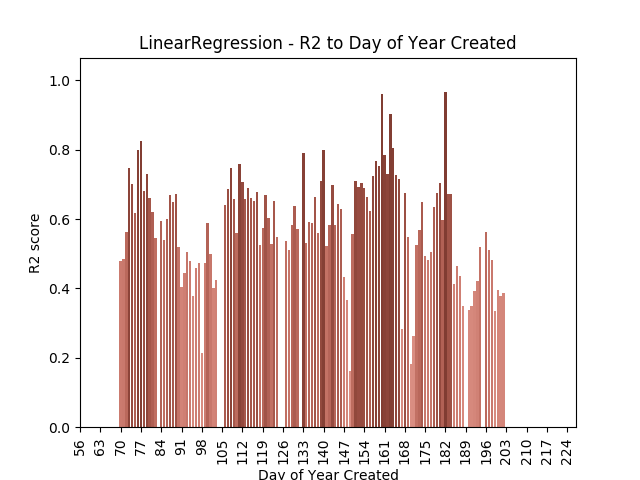 LinearRegression - R2 to Day of Year Created
1.0
0.8
0.6
0.4
0.2
0.0
R2 score
56 63 70 77 84 91 98 105 112 119 126 133 140 147 154 161 168 175 182 189 196 203 210 217 224
Day of Year Created